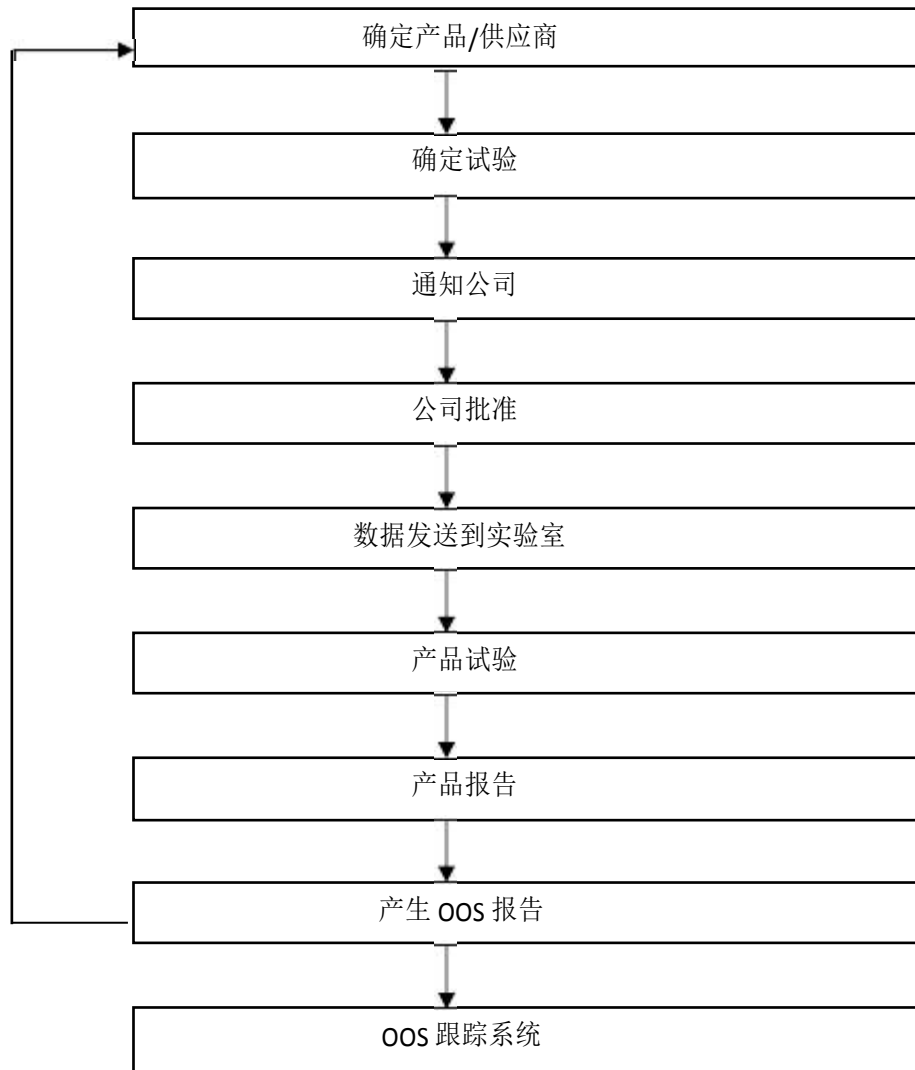 确定产品/供应商
确定试验
通知公司
公司批准
数据发送到实验室
产品试验
产品报告
产生 OOS 报告
OOS 跟踪系统